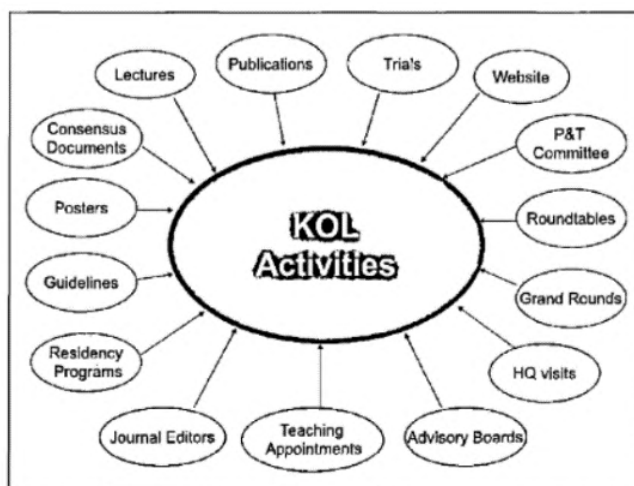 Lectures
Publications
Tria's
Website
Consensus
Documents
P&T
Committee
Posters
KOL
Activities
Roundtables
Guidelines
Grand Rounds
Residency
Programs
HQ visits
Journal Editors
Teaching
Appointments
Advisory Boards